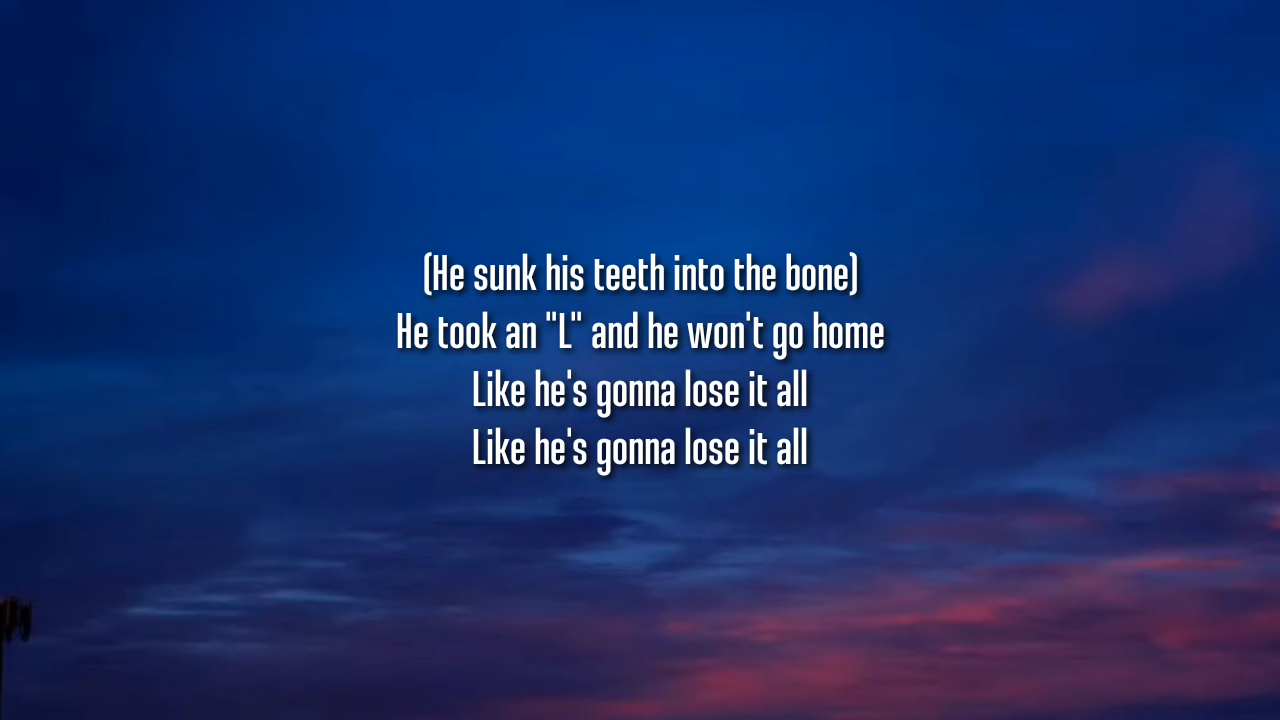 (He sunk his teeth into the bone)
He took an "L" and he won't go home
Like he's gonna lose it all
Like he's gonna lose it all